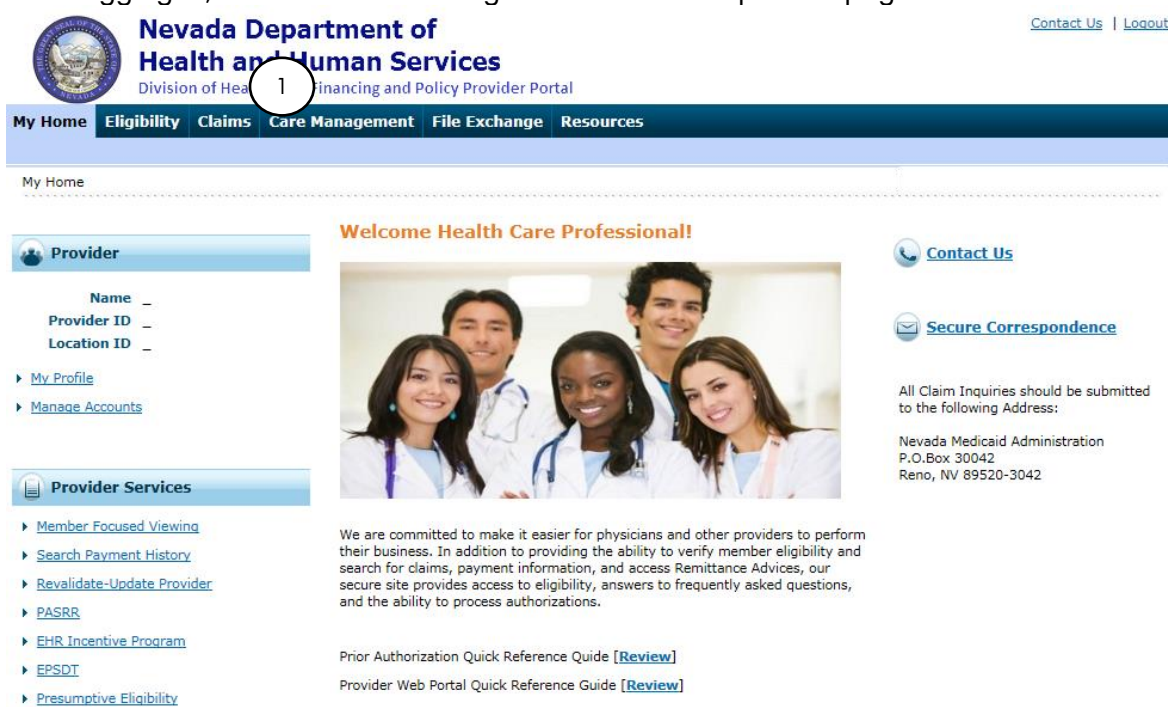 Contact Us | Logout
Nevada Department of
Health and Human Services
Division of Hea
1
inancing and Policy Provider Portal
My Home Eligibility Claims Care Management File Exchange Resources
My Home
Provider
Name _
Provider ID _
Location ID _
My Profile
Manage Accounts
Provider Services
Member Focused Viewing
Search Payment History
Revalidate-Update Provider
PASRR
EHR Incentive Program
EPSDT
Presumptive Eligibility
Welcome Health Care Professional!
We are committed to make it easier for physicians and other providers to perform
their business. In addition to providing the ability to verify member eligibility and
search for claims, payment information, and access Remittance Advices, our
secure site provides access to eligibility, answers to frequently asked questions,
and the ability to process authorizations.
Prior Authorization Quick Reference Quide [Review]
Provider Web Portal Quick Reference Guide [Review]
Contact Us
Secure Correspondence
All Claim Inquiries should be submitted
to the following Address:
Nevada Medicaid Administration
P.O.Box 30042
Reno, NV 89520-3042